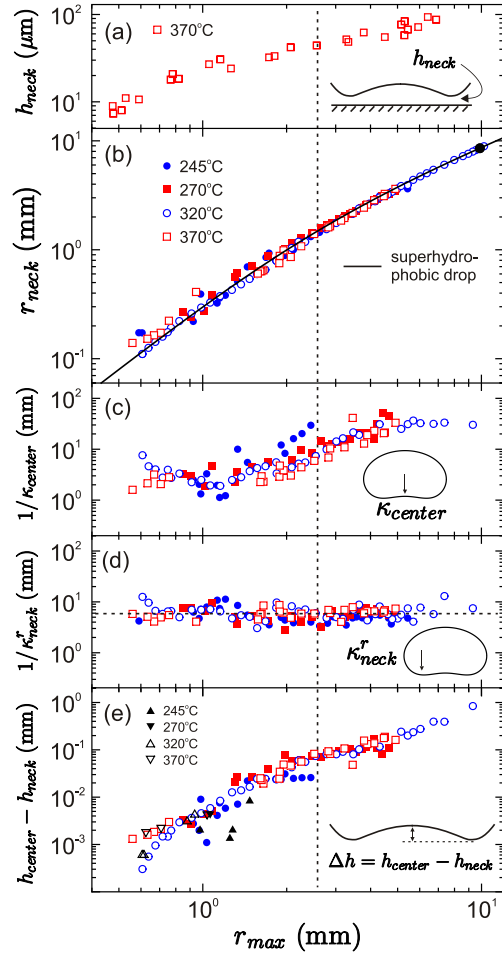 (a)
370°C
h_neck
h_neck (μm)
10²
10¹
(b)
245°C
270°C
320°C
370°C
superhydro-
phobic drop
r_neck (mm)
10¹
10⁰
10⁻¹
(c)
κ_center
1/κ_center (mm)
10²
10¹
10⁰
(d)
κ^r_neck
1/κ^r_neck (mm)
10²
10¹
10⁰
(e)
245°C
270°C
320°C
370°C
Δh = h_center − h_neck
h_center − h_neck (mm)
10⁰
10⁻¹
10⁻²
10⁻³
10⁰
10¹
r_max (mm)